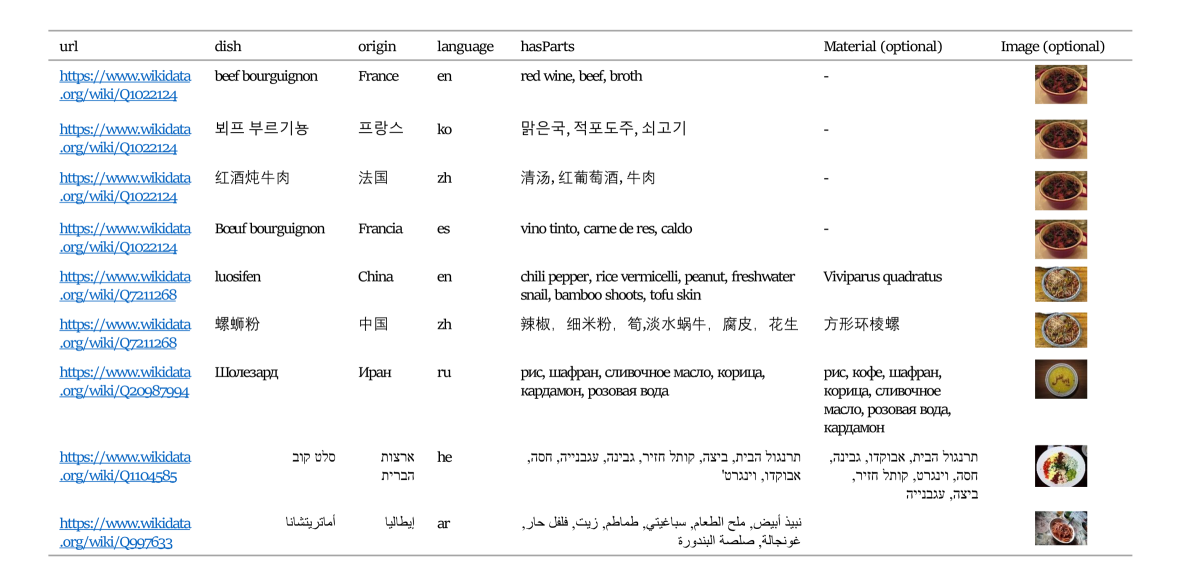 url dish origin language hasParts Material (optional) Image (optional)
https://www.wikidata beef bourguignon France en red wine, beef, broth -
.org/wiki/Q1022124
https://www.wikidata 뵈프 부르기뇽 프랑스 ko 맑은국, 적포도주, 쇠고기 -
.org/wiki/Q1022124
https://www.wikidata 红酒炖牛肉 法国 zh 清汤, 红葡萄酒, 牛肉 -
.org/wiki/Q1022124
https://www.wikidata Bœuf bourguignon Francia es vino tinto, carne de res, caldo -
.org/wiki/Q1022124
https://www.wikidata luosifen China en chili pepper, rice vermicelli, peanut, freshwater Viviparus quadratus
.org/wiki/Q7211268 snail, bamboo shoots, tofu skin
https://www.wikidata 螺蛳粉 中国 zh 辣椒，细米粉，筍,淡水蜗牛，腐皮，花生 方形环棱螺
.org/wiki/Q7211268
https://www.wikidata Шолезард Иран ru рис, шафран, сливочное масло, корица, рис, кофе, шафран,
.org/wiki/Q20987994 кардамон, розовая вода корица, сливочное
масло, розовая вода,
кардамон
https://www.wikidata סלט קוב ארצות he תרנגול הבית, ביצה, קותל חזיר, גבינה, עגבנייה, חסה, תרנגול הבית, אבוקדו, גבינה,
.org/wiki/Q1104585 הברית אבוקדו, וינגרט' חסה, וינגרט, קותל חזיר,
ביצה, עגבנייה
https://www.wikidata أماتريتشانا إيطاليا ar نبيذ أبيض, ملح الطعام, سباغيتي, طماطم, زيت, فلفل حار,
.org/wiki/Q997633 غونجالة, صلصة البندورة